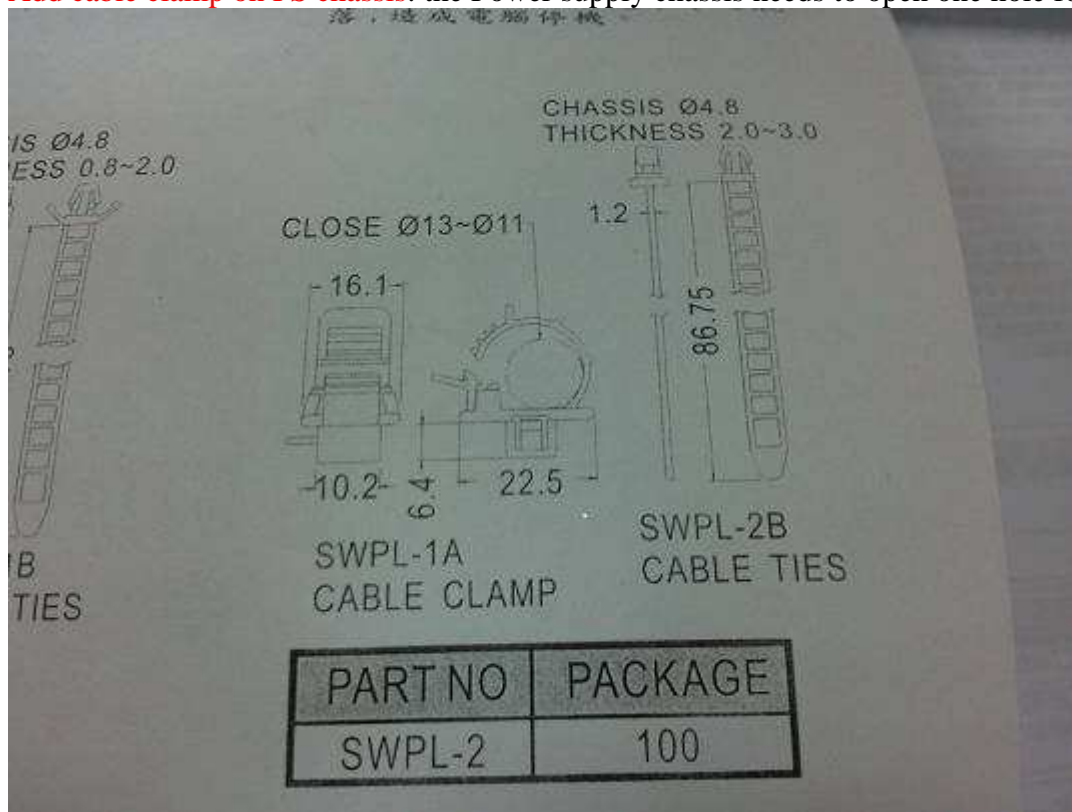 Add cable clamp on PS chassis: the Power supply chassis needs to open one hole
落,造成電腦停機。
CHASSIS Ø4.8
THICKNESS 2.0~3.0
IS Ø4.8
ESS 0.8~2.0
CLOSE Ø13~Ø11
1.2
16.1
86.75
10.2
6.4
22.5
SWPL-1A
CABLE CLAMP
SWPL-2B
CABLE TIES
1B
TIES
PART NO PACKAGE
SWPL-2 100